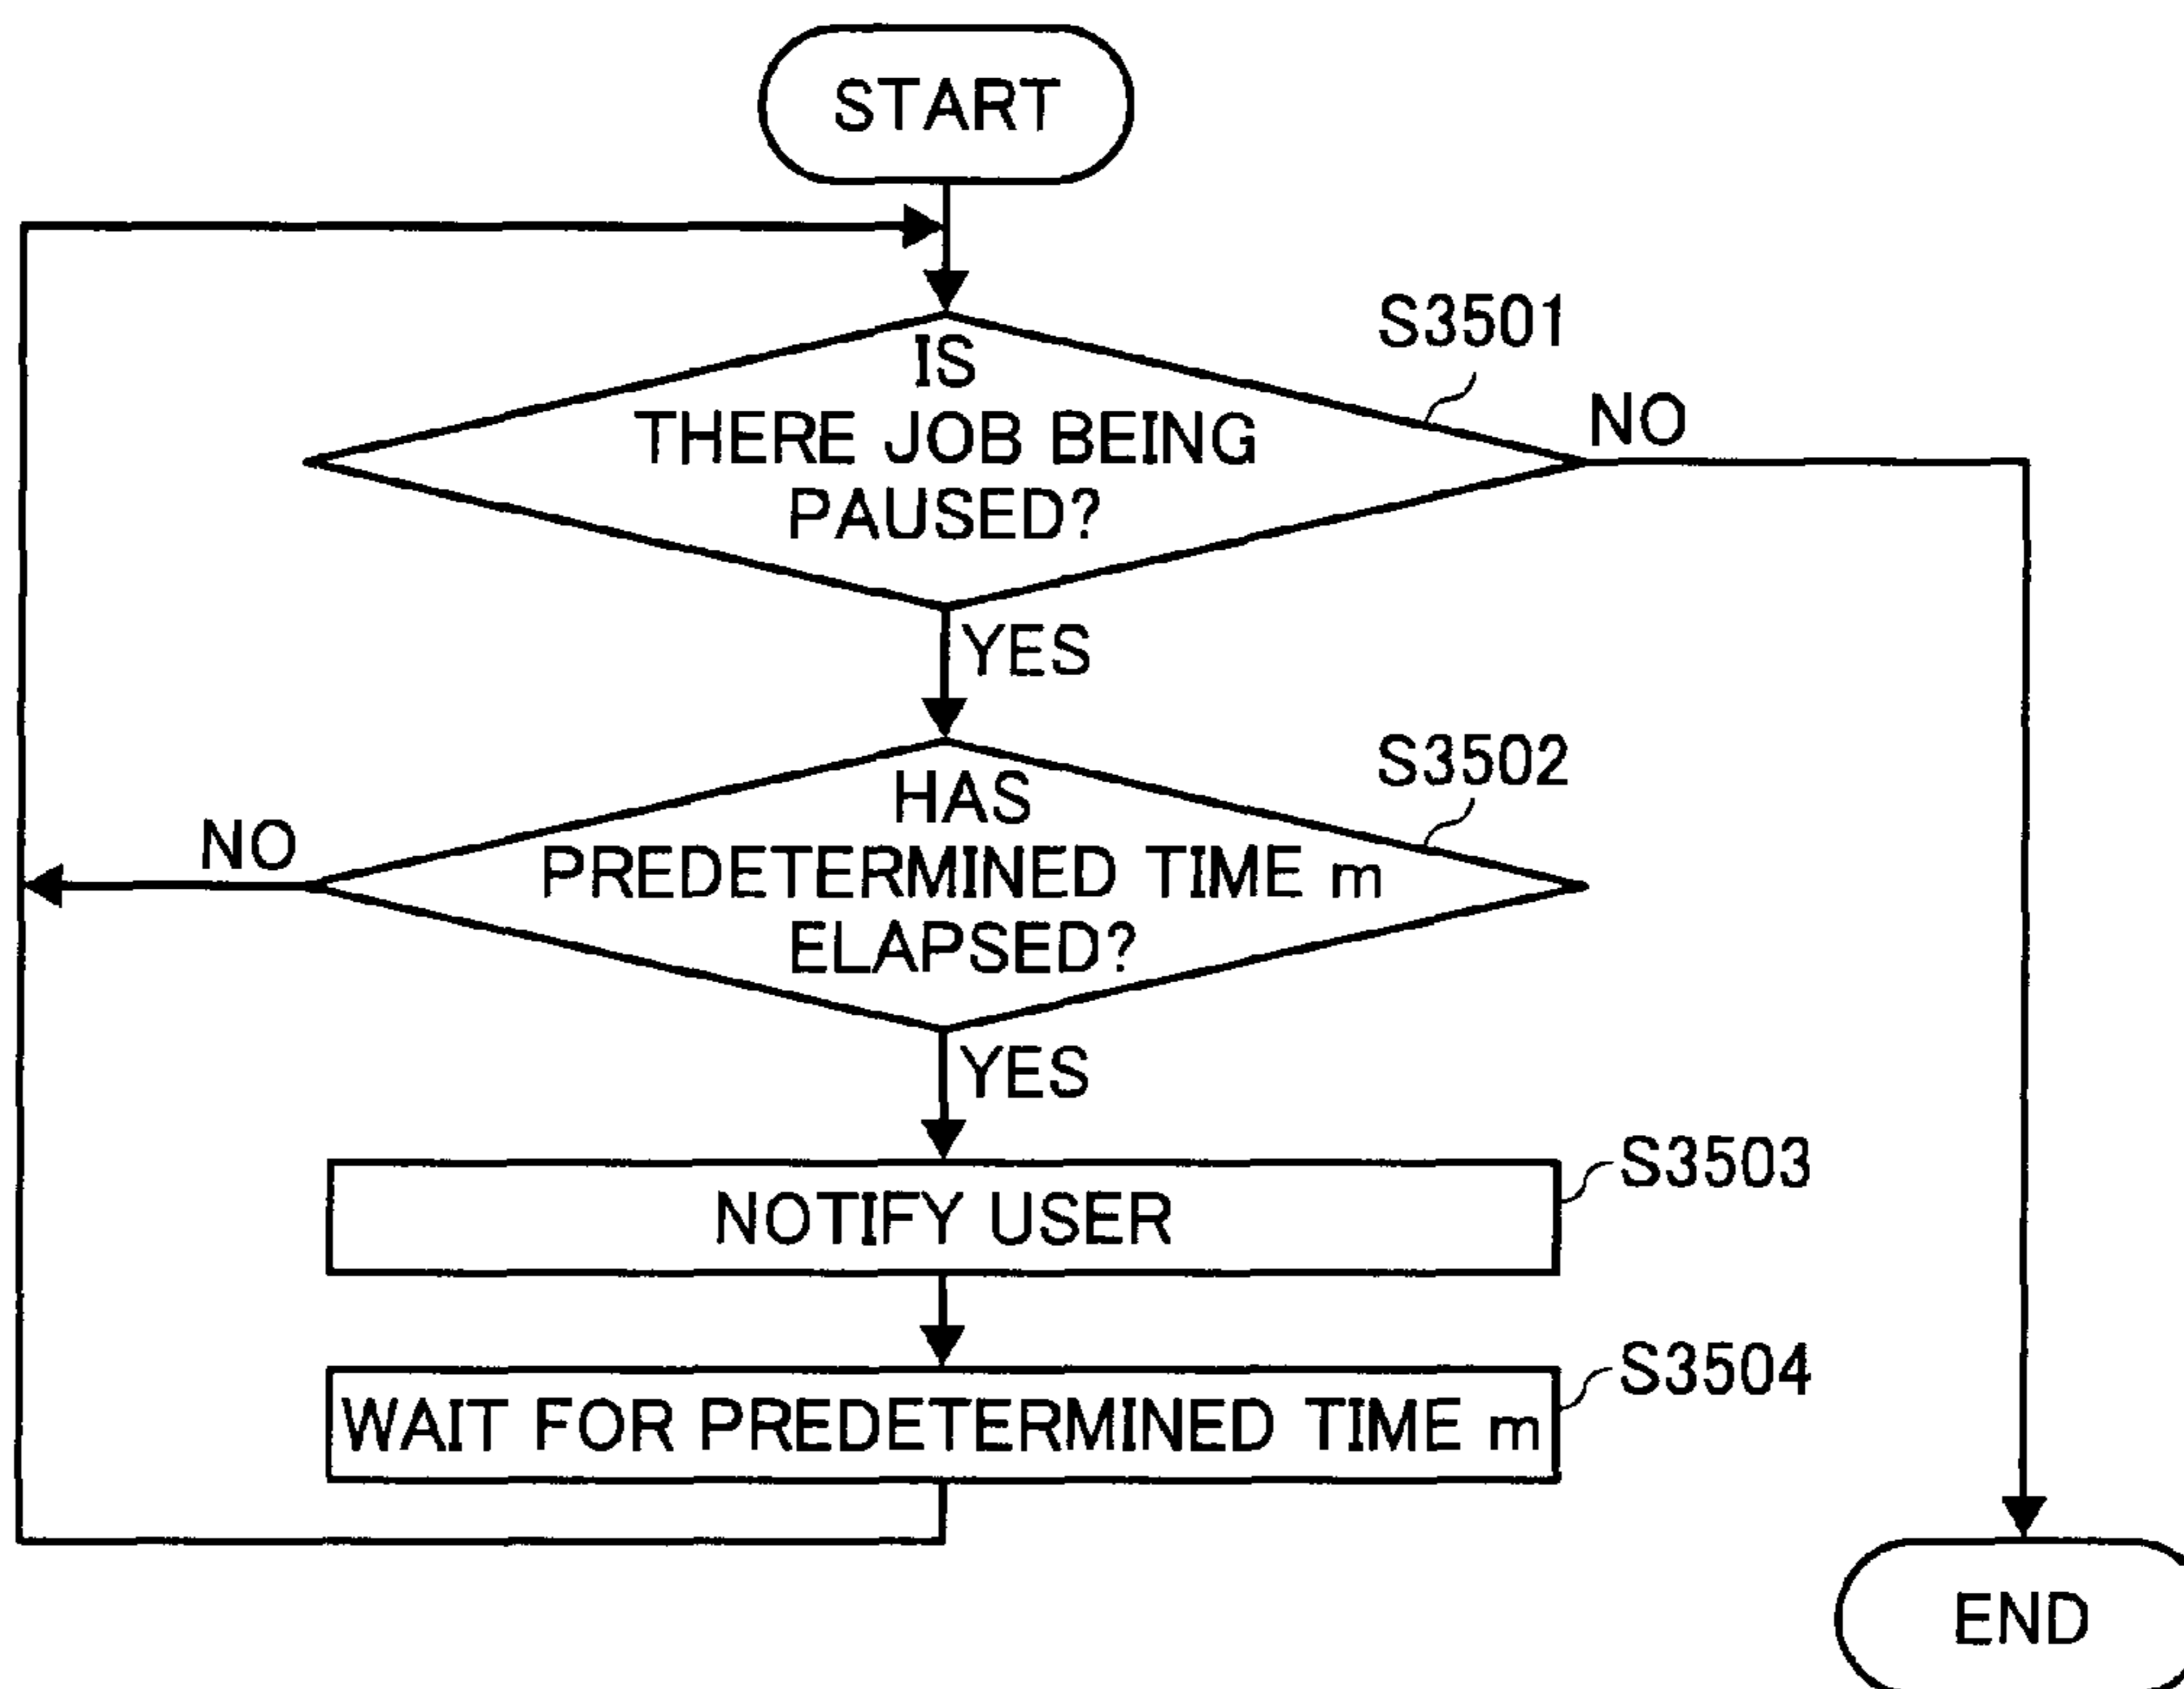 START
S3501
IS
THERE JOB BEING
PAUSED?
NO
YES
S3502
HAS
PREDETERMINED TIME m
ELAPSED?
NO
YES
S3503
NOTIFY USER
S3504
WAIT FOR PREDETERMINED TIME m
END